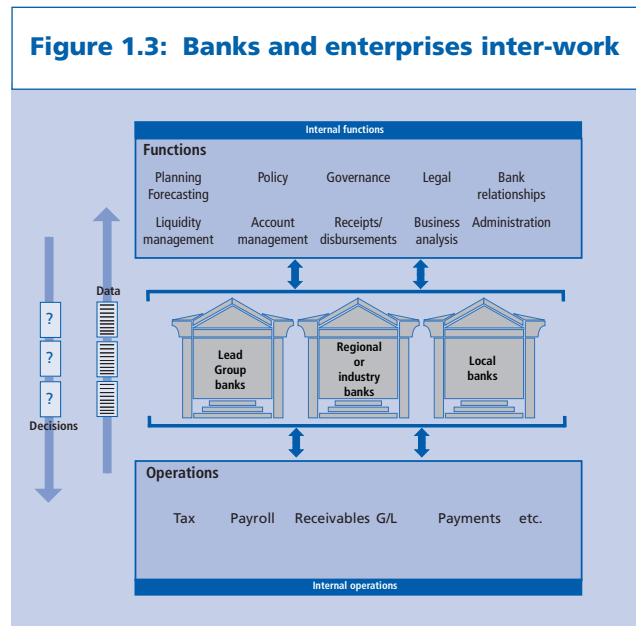 Figure 1.3: Banks and enterprises inter-work
Internal functions
Functions
Planning
Forecasting
Policy
Governance
Legal
Bank
relationships
Liquidity
management
Account
management
Receipts/
disbursements
Business
analysis
Administration
Data
?
?
?
Decisions
Lead
Group
banks
Regional
or
industry
banks
Local
banks
Operations
Tax Payroll Receivables G/L Payments etc.
Internal operations